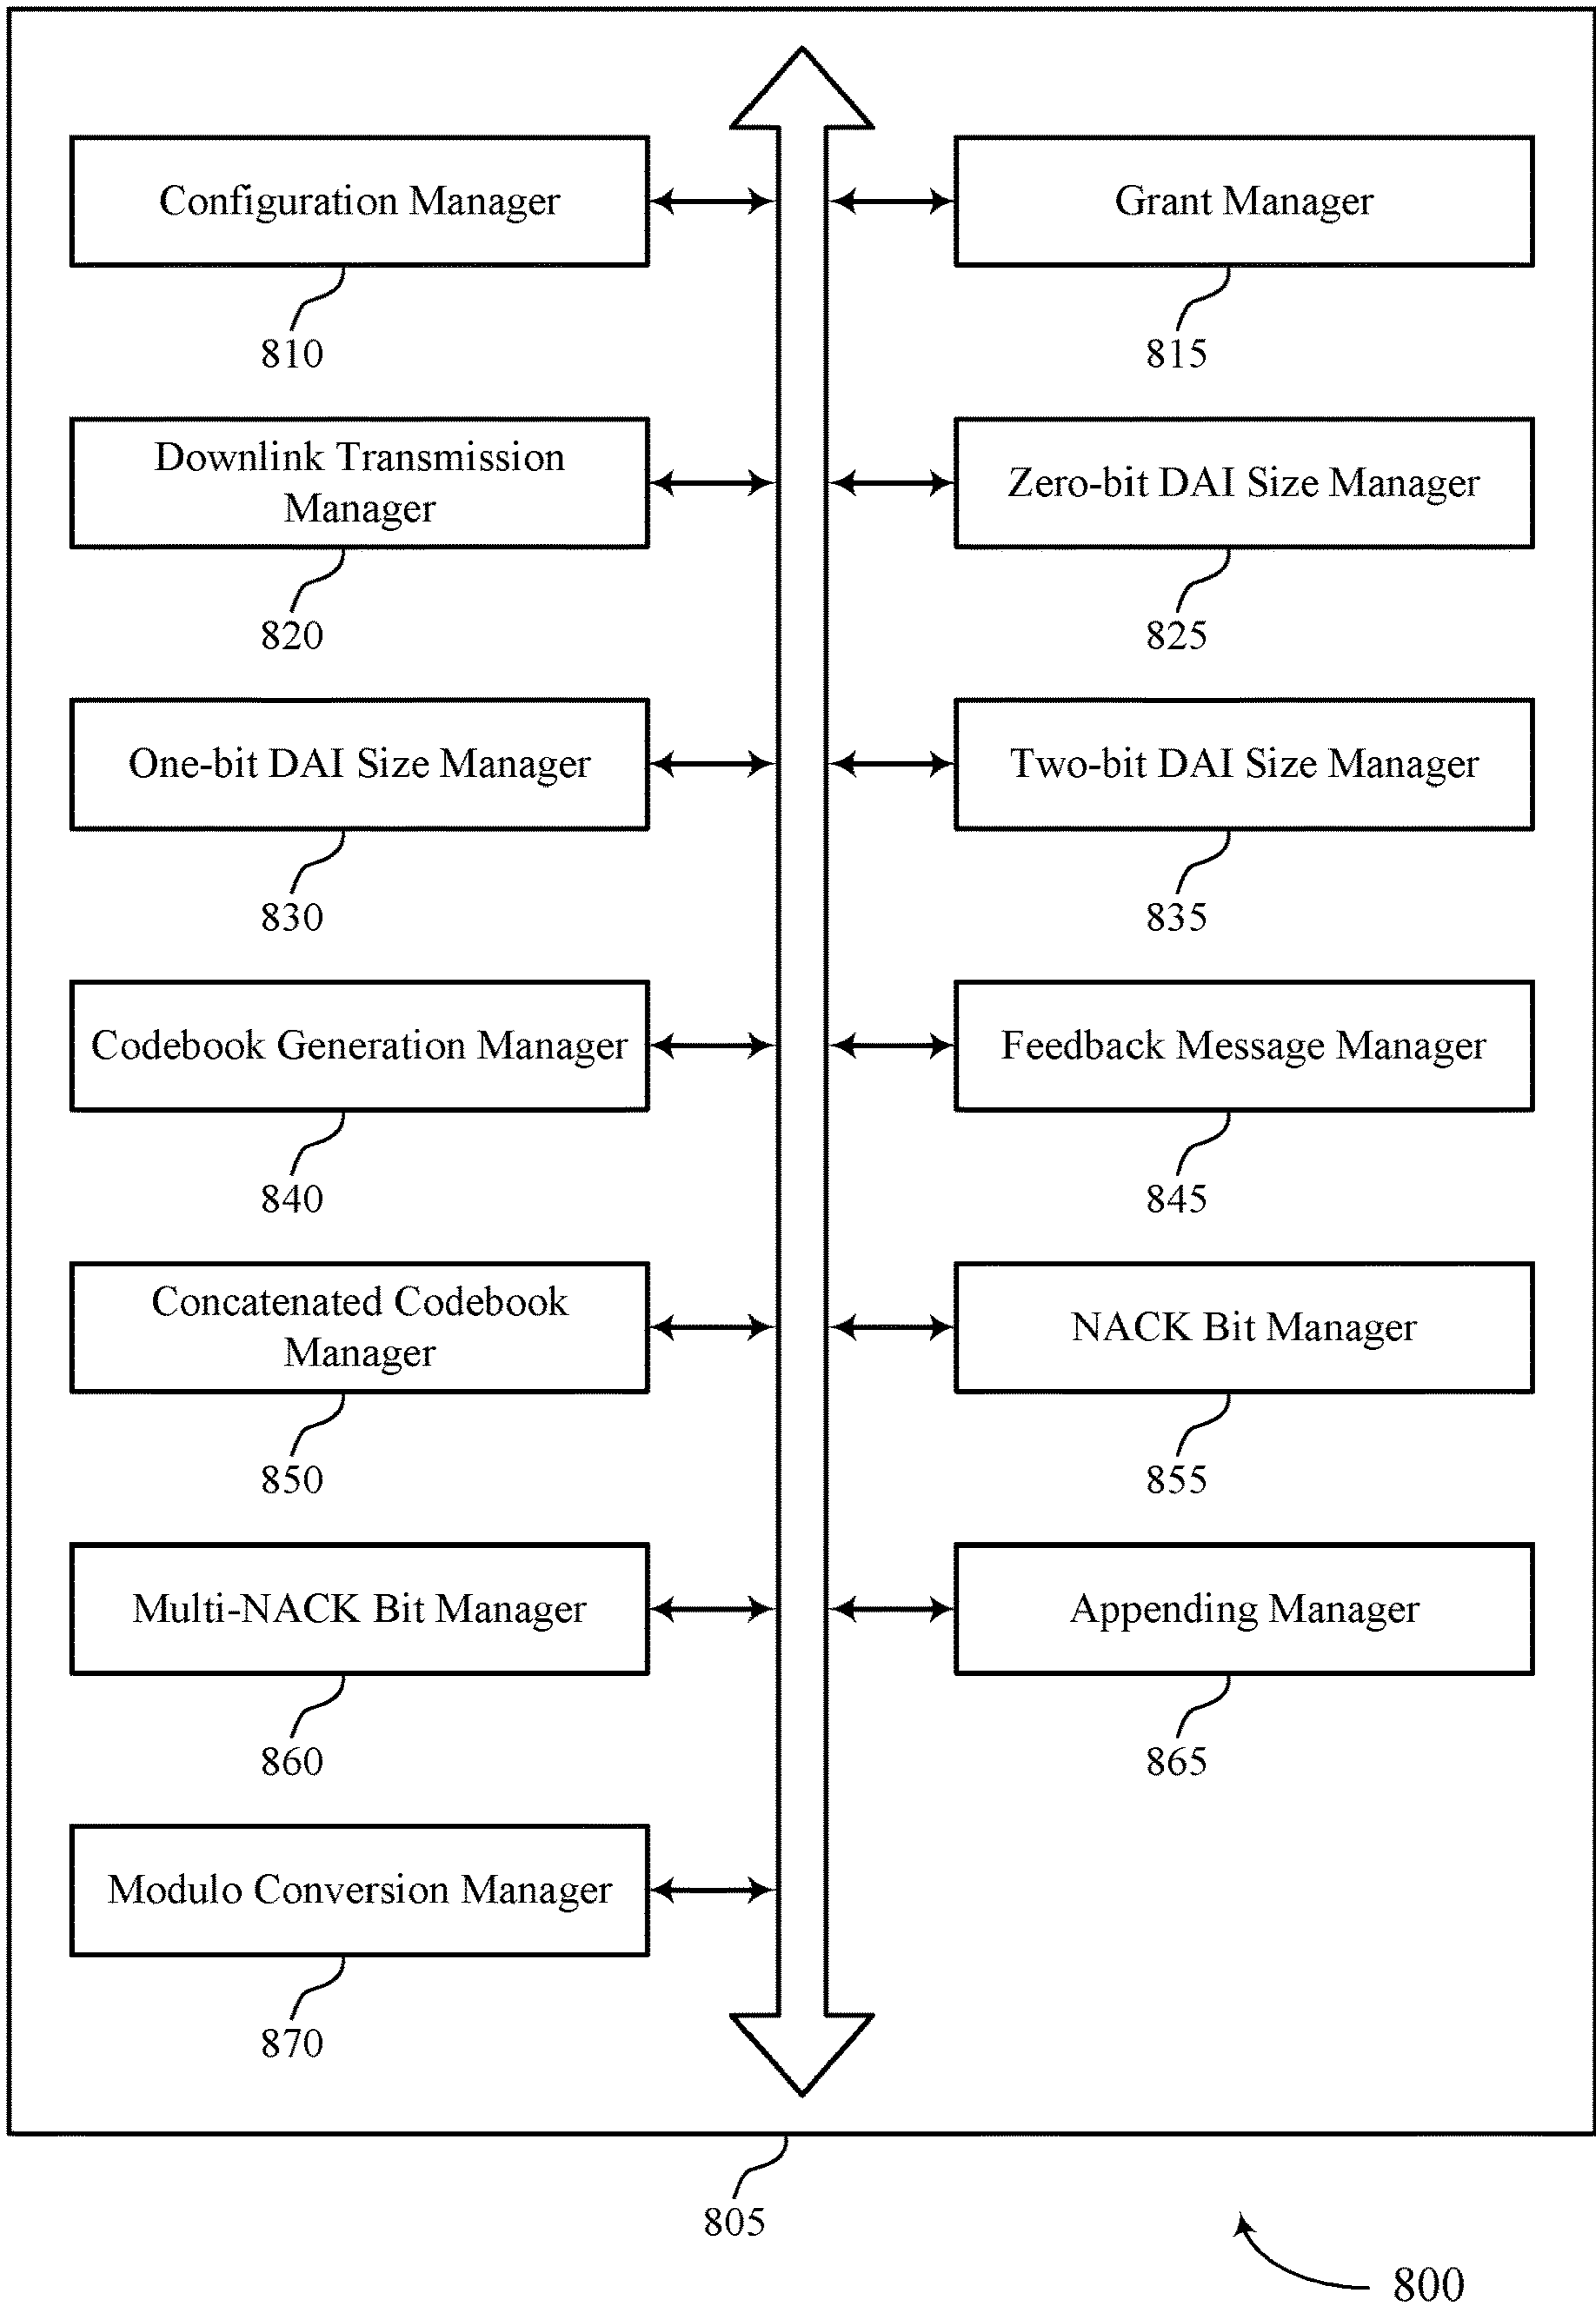 Configuration Manager
810
Grant Manager
815
Downlink Transmission
Manager
820
Zero-bit DAI Size Manager
825
One-bit DAI Size Manager
830
Two-bit DAI Size Manager
835
Codebook Generation Manager
840
Feedback Message Manager
845
Concatenated Codebook
Manager
850
NACK Bit Manager
855
Multi-NACK Bit Manager
860
Appending Manager
865
Modulo Conversion Manager
870
805
800